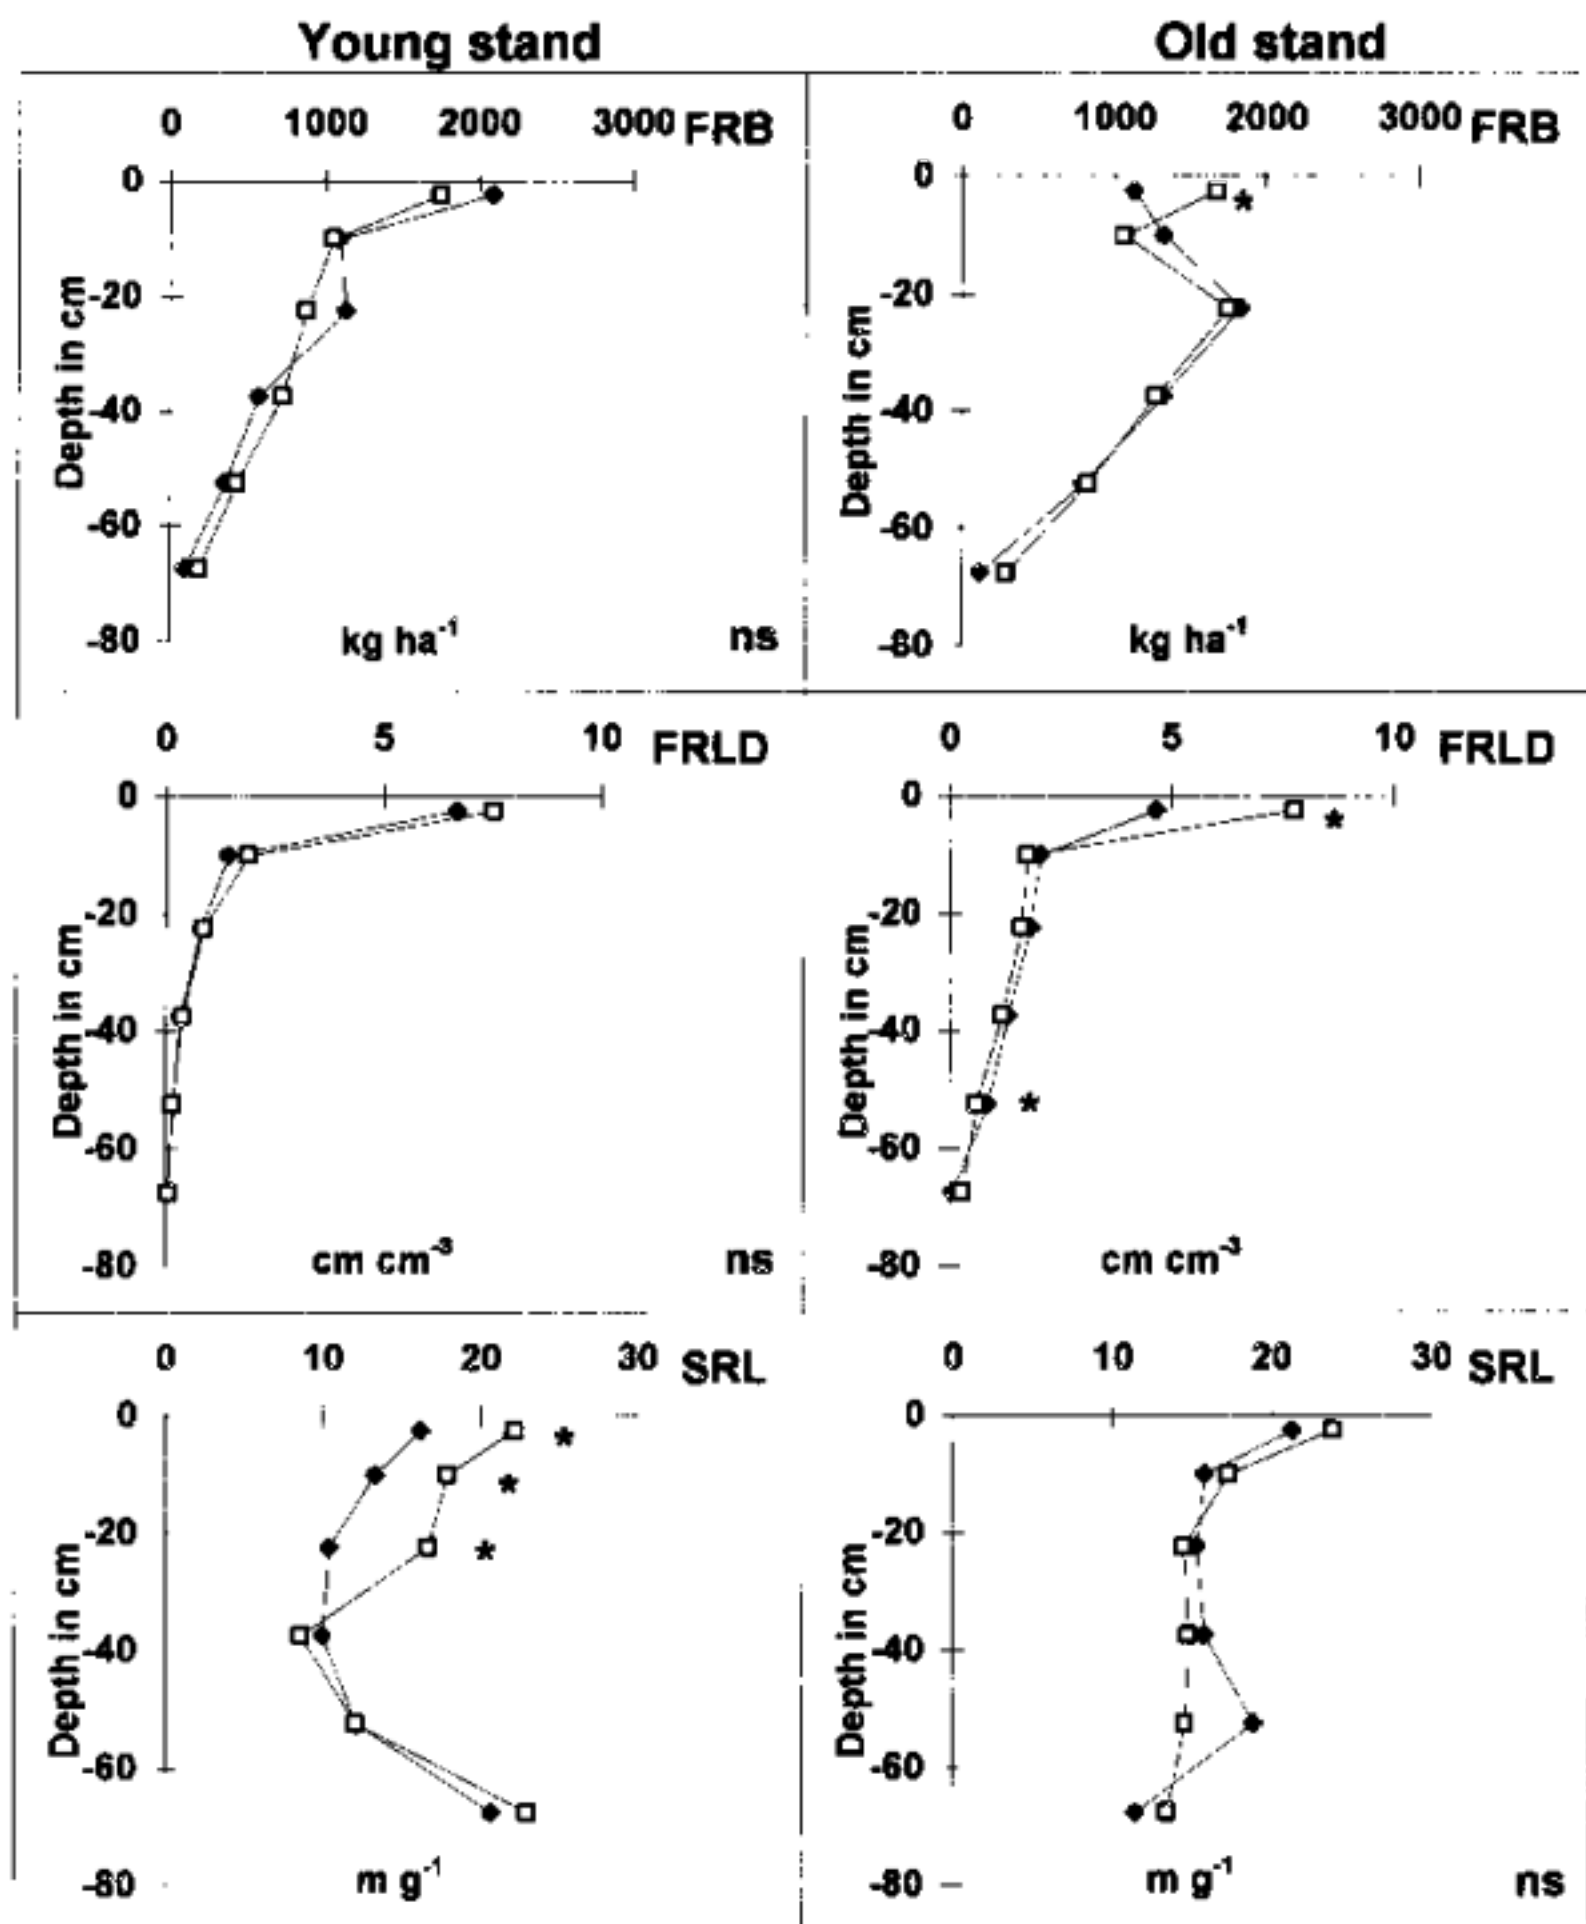 Young stand
Old stand
0 1000 2000 3000 FRB
0
-20
-40
-60
-80
Depth in cm
kg ha-1
ns
0 1000 2000 3000 FRB
0
-20
-40
-60
-80
Depth in cm
*
kg ha-1
0 5 10 FRLD
0
-20
-40
-60
-80
Depth in cm
cm cm-3
ns
0 5 10 FRLD
0
-20
-40
-60
-80
Depth in cm
*
*
cm cm-3
0 10 20 30 SRL
0
-20
-40
-60
-80
Depth in cm
*
*
*
m g-1
0 10 20 30 SRL
0
-20
-40
-60
-80
Depth in cm
m g-1
ns